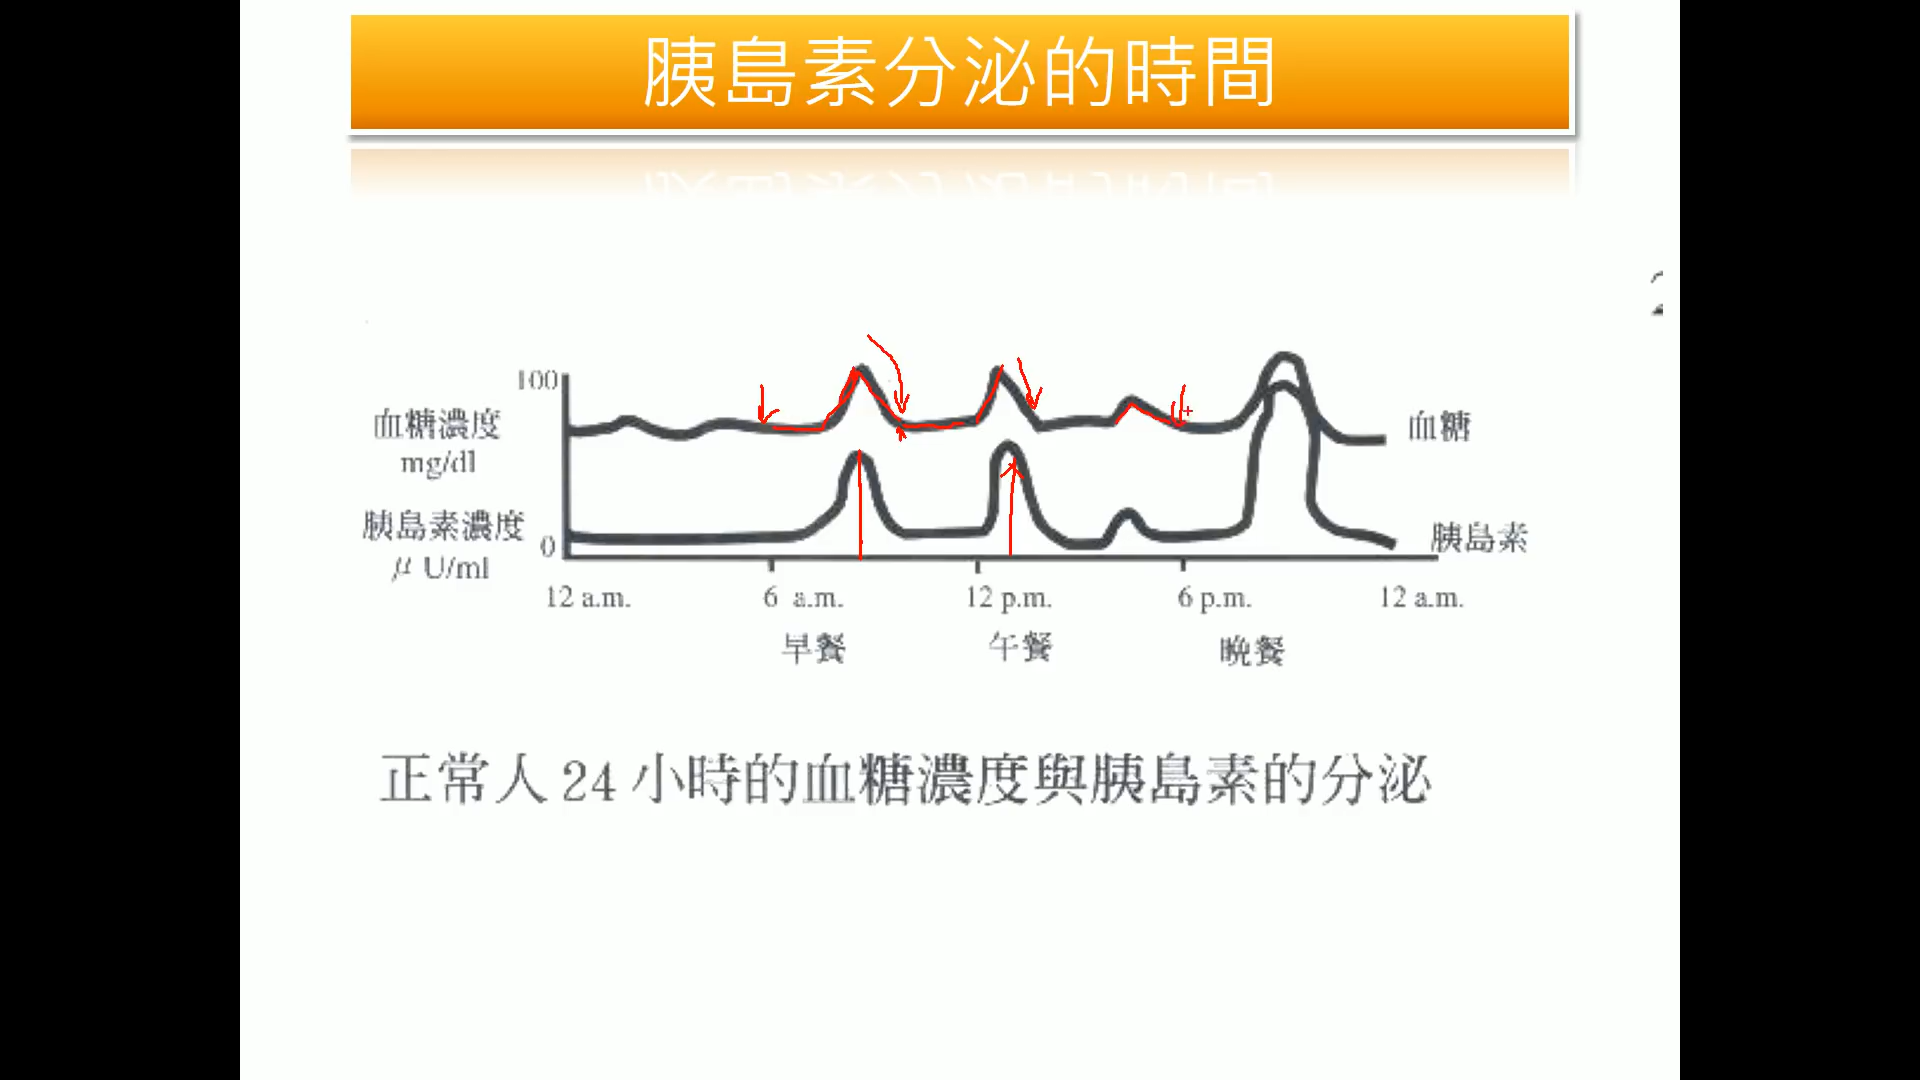 胰島素分泌的時間
100
血糖濃度
mg/dl
血糖
胰島素濃度
μ U/ml
0
胰島素
12 a.m.
6 a.m.
12 p.m.
6 p.m.
12 a.m.
早餐
午餐
晩餐
正常人24小時的血糖濃度與胰島素的分泌